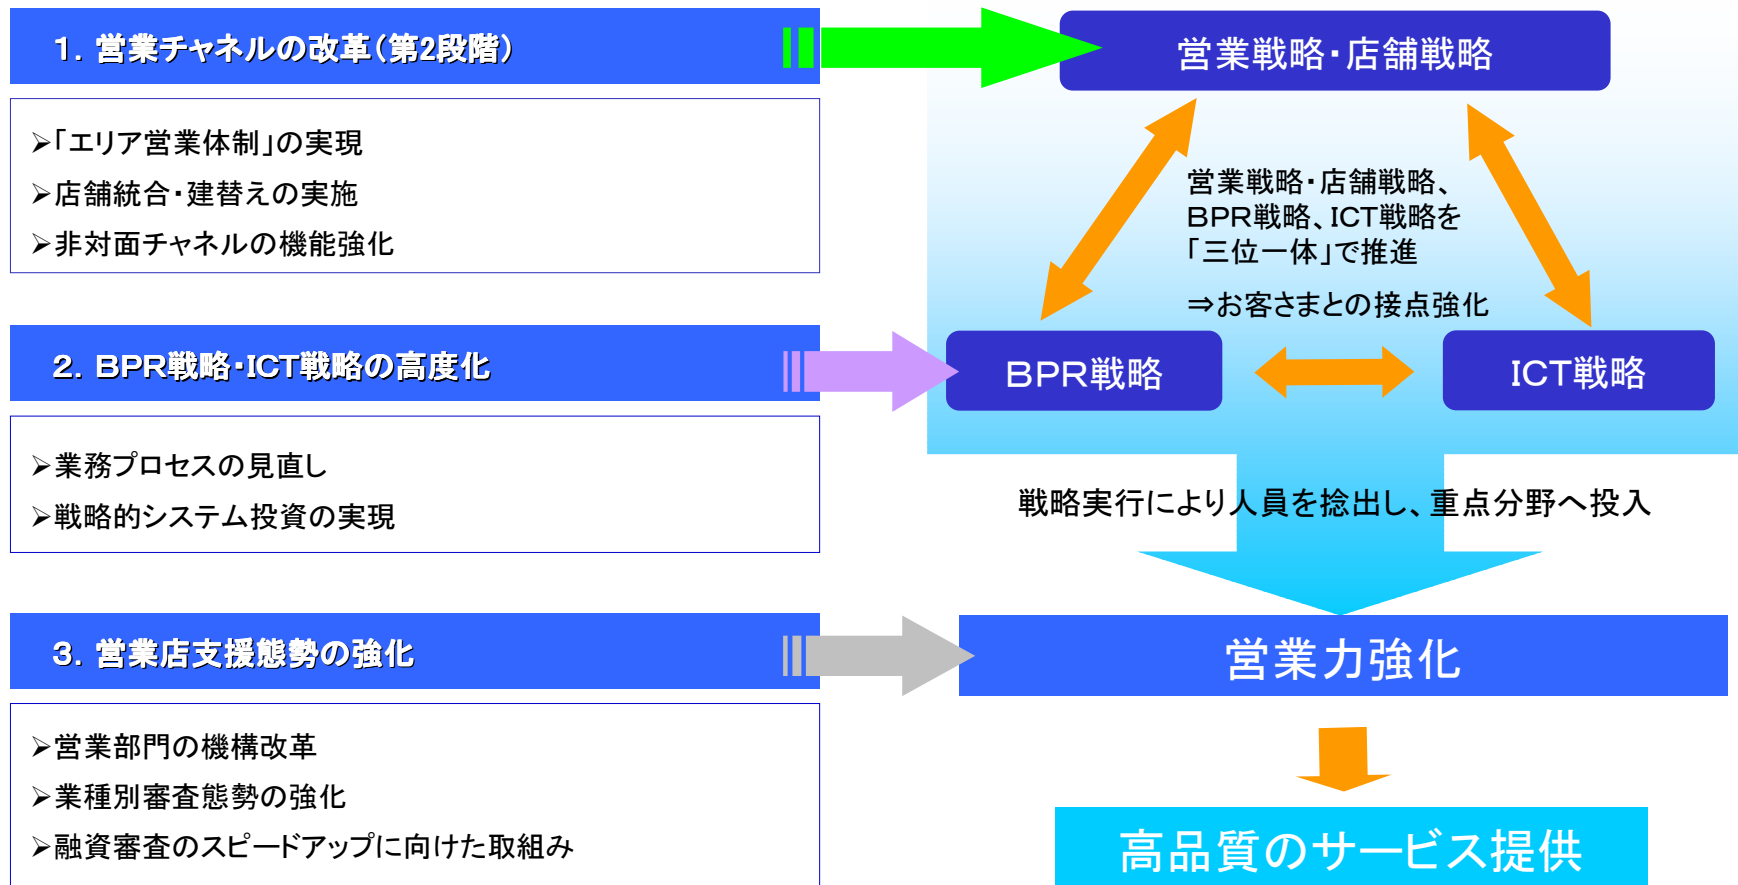 1．営業チャネルの改革（第2段階）
➢「エリア営業体制」の実現
➢店舗統合・建替えの実施
➢非対面チャネルの機能強化
2．BPR戦略・ICT戦略の高度化
➢業務プロセスの見直し
➢戦略的システム投資の実現
3．営業店支援態勢の強化
➢営業部門の機構改革
➢業種別審査態勢の強化
➢融資審査のスピードアップに向けた取組み
営業戦略・店舗戦略
営業戦略・店舗戦略、
BPR戦略、ICT戦略を
「三位一体」で推進
⇒お客さまとの接点強化
BPR戦略
ICT戦略
戦略実行により人員を捻出し、重点分野へ投入
営業力強化
高品質のサービス提供